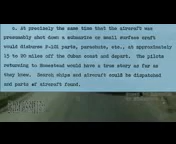 c. At precisely the same time that the aircraft was
presumably shot down a submarine or small surface craft
would disburse F-101 parts, parachute, etc., at approximately
15 to 20 miles off the Cuban coast and depart. The pilots
returning to Homestead would have a true story as far as
they knew. Search ships and aircraft could be dispatched
and parts of aircraft found.